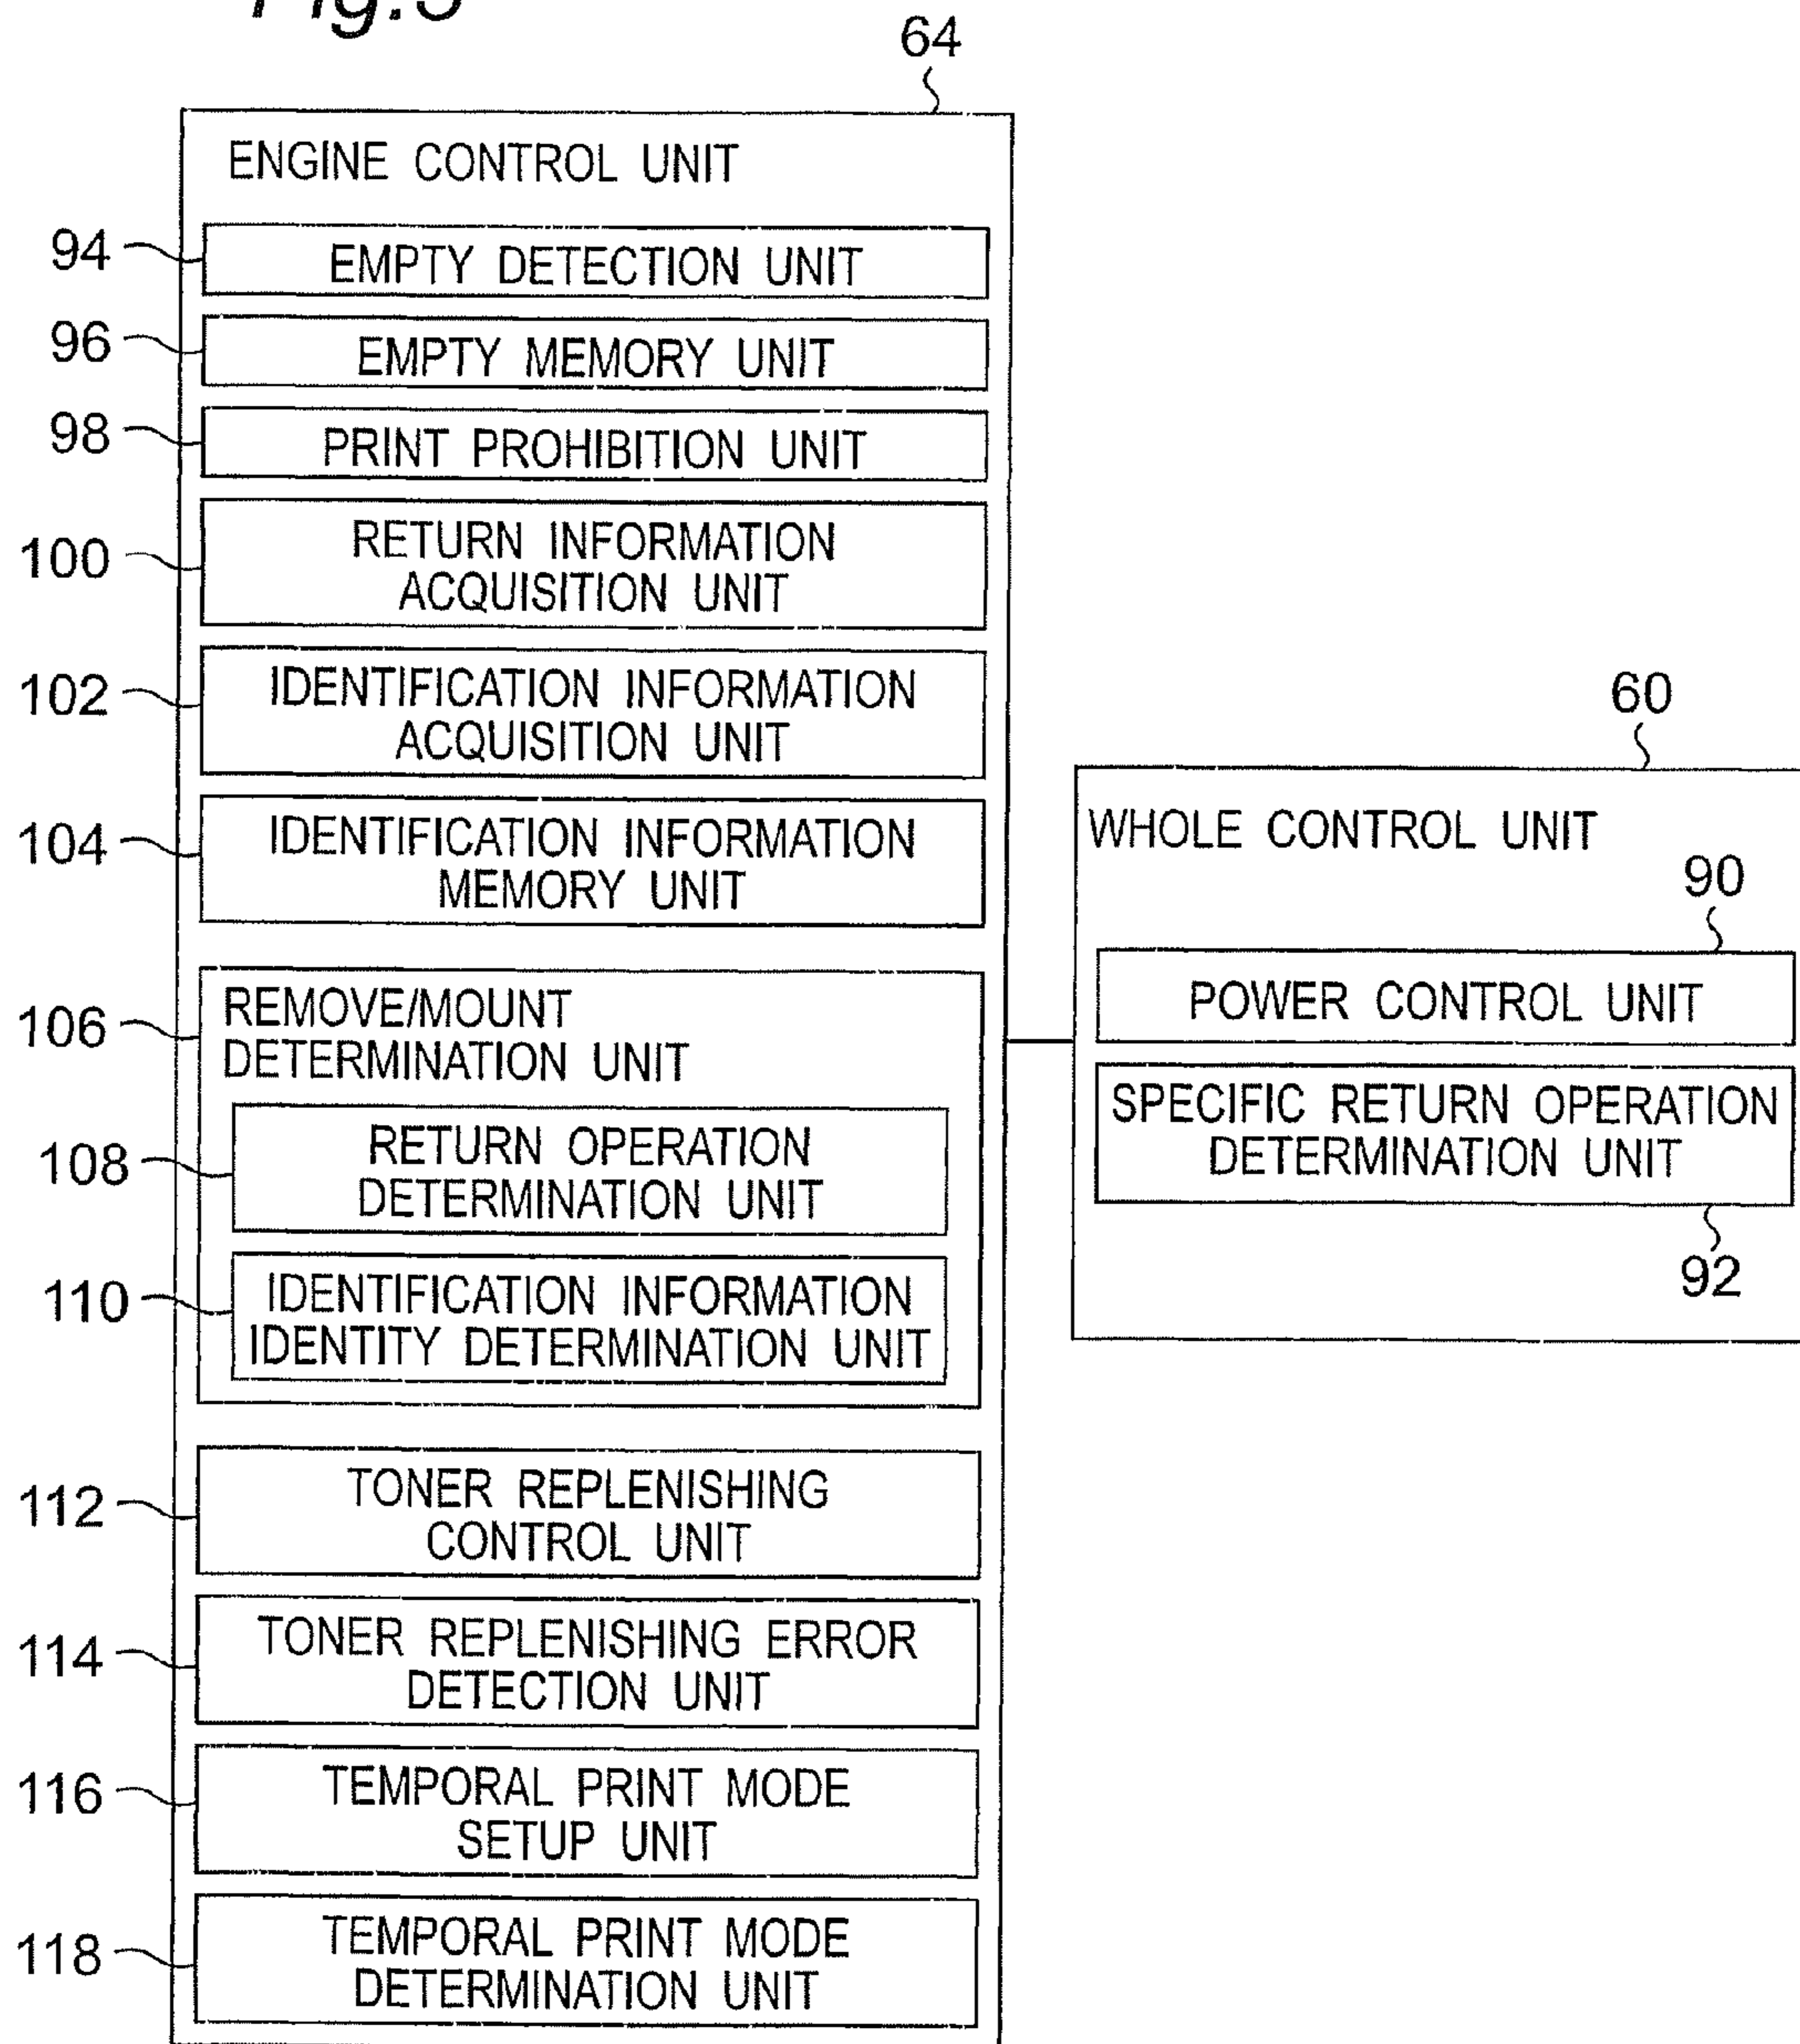 64
ENGINE CONTROL UNIT
94
EMPTY DETECTION UNIT
96
EMPTY MEMORY UNIT
98
PRINT PROHIBITION UNIT
100
RETURN INFORMATION
ACQUISITION UNIT
102
IDENTIFICATION INFORMATION
ACQUISITION UNIT
104
IDENTIFICATION INFORMATION
MEMORY UNIT
106
REMOVE/MOUNT
DETERMINATION UNIT
108
RETURN OPERATION
DETERMINATION UNIT
110
IDENTIFICATION INFORMATION
IDENTITY DETERMINATION UNIT
112
TONER REPLENISHING
CONTROL UNIT
114
TONER REPLENISHING ERROR
DETECTION UNIT
116
TEMPORAL PRINT MODE
SETUP UNIT
118
TEMPORAL PRINT MODE
DETERMINATION UNIT
60
WHOLE CONTROL UNIT
90
POWER CONTROL UNIT
SPECIFIC RETURN OPERATION
DETERMINATION UNIT
92